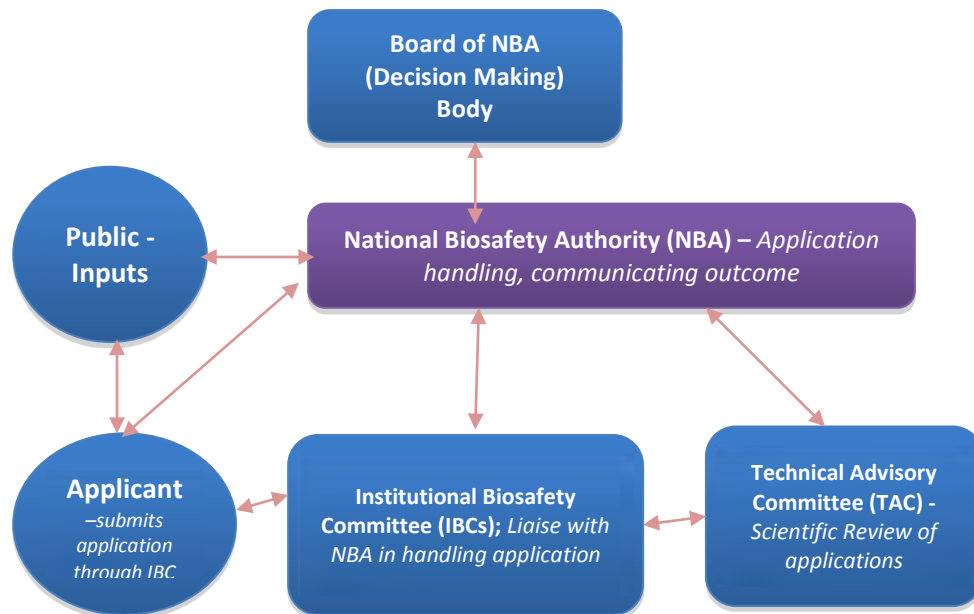 Board of NBA
(Decision Making)
Body
Public -
Inputs
National Biosafety Authority (NBA) – Application
handling, communicating outcome
Applicant
–submits
application
through IBC
Institutional Biosafety
Committee (IBCs); Liaise with
NBA in handling application
Technical Advisory
Committee (TAC) -
Scientific Review of
applications